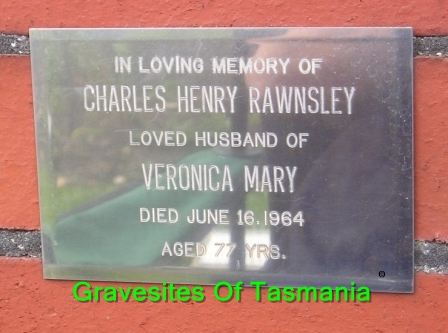 IN LOVING MEMORY OF
CHARLES HENRY RAWNSLEY
LOVED HUSBAND OF
VERONICA MARY
DIED JUNE 16.1964
AGED 77 YRS.
Gravesites Of Tasmania